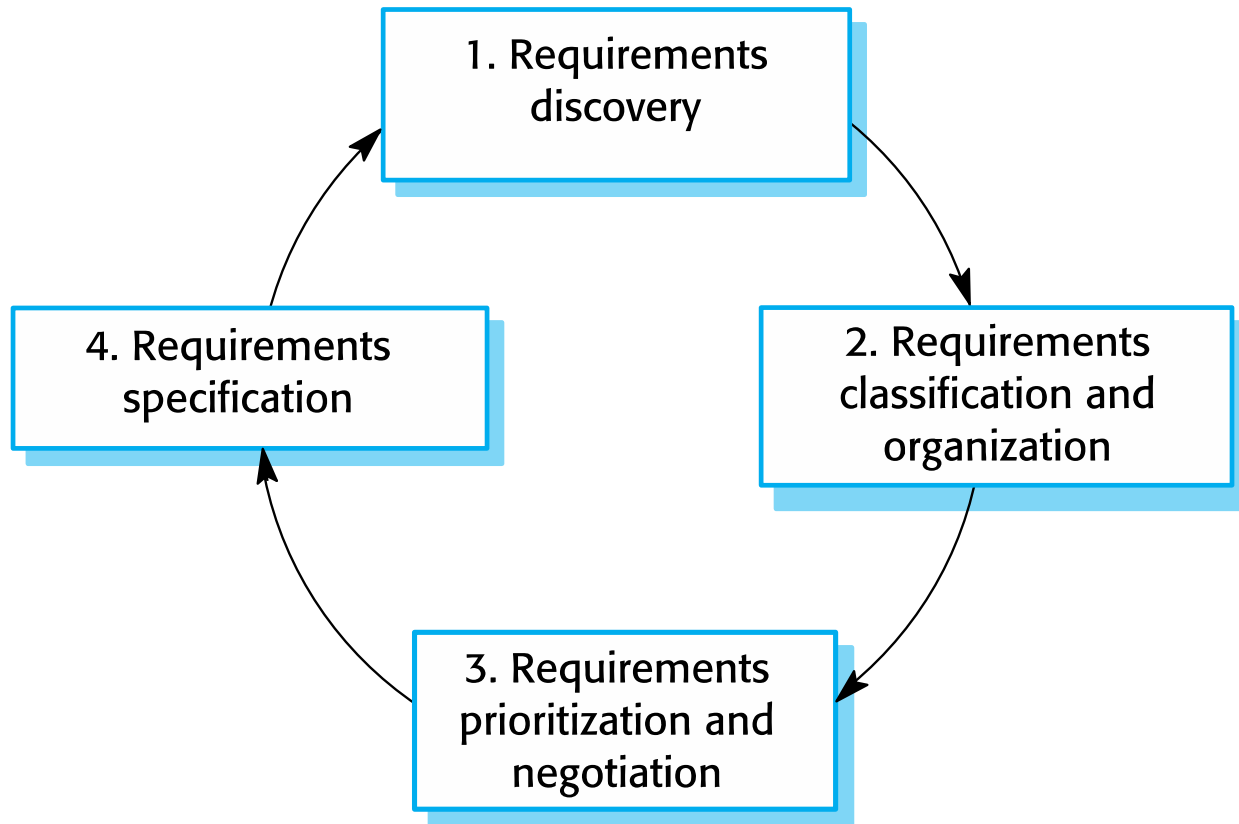 1. Requirements
discovery
2. Requirements
classification and
organization
3. Requirements
prioritization and
negotiation
4. Requirements
specification